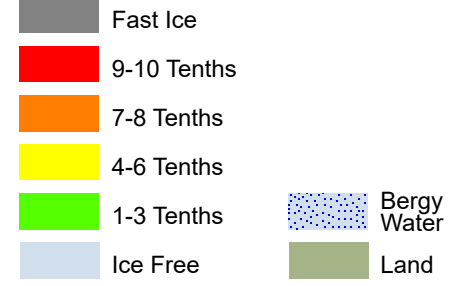 Fast Ice
9-10 Tenths
7-8 Tenths
4-6 Tenths
1-3 Tenths
Bergy
Water
Ice Free
Land